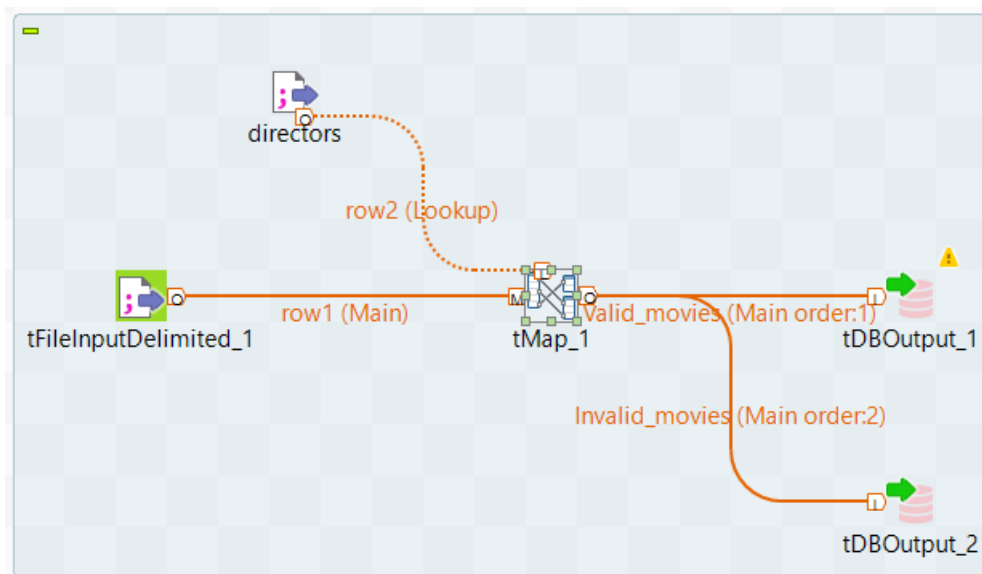 directors
row2 (Lookup)
row1 (Main)
Valid_movies (Main order:1)
tFileInputDelimited_1
tMap_1
tDBOutput_1
Invalid_movies (Main order:2)
tDBOutput_2